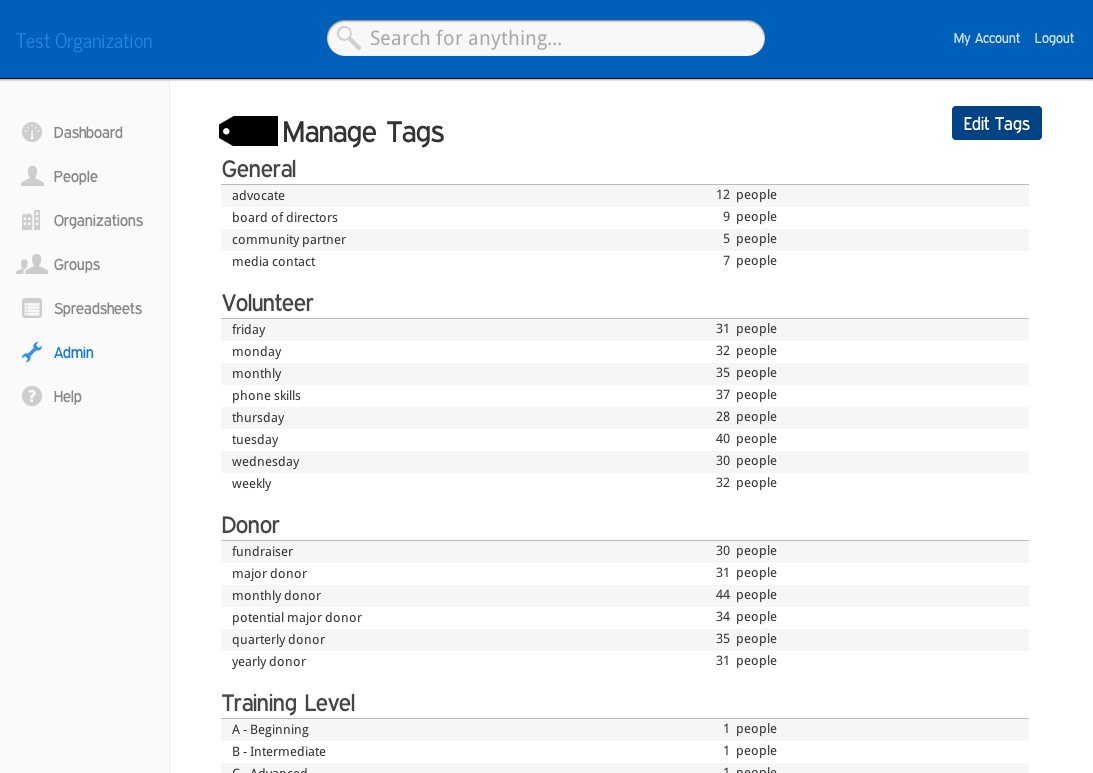 Test Organization
Search for anything...
My Account Logout
Dashboard
People
Organizations
Groups
Spreadsheets
Admin
Help
Manage Tags
Edit Tags
General
advocate 12 people
board of directors 9 people
community partner 5 people
media contact 7 people
Volunteer
friday 31 people
monday 32 people
monthly 35 people
phone skills 37 people
thursday 28 people
tuesday 40 people
wednesday 30 people
weekly 32 people
Donor
fundraiser 30 people
major donor 31 people
monthly donor 44 people
potential major donor 34 people
quarterly donor 35 people
yearly donor 31 people
Training Level
A - Beginning 1 people
B - Intermediate 1 people
C - Advanced 1 people